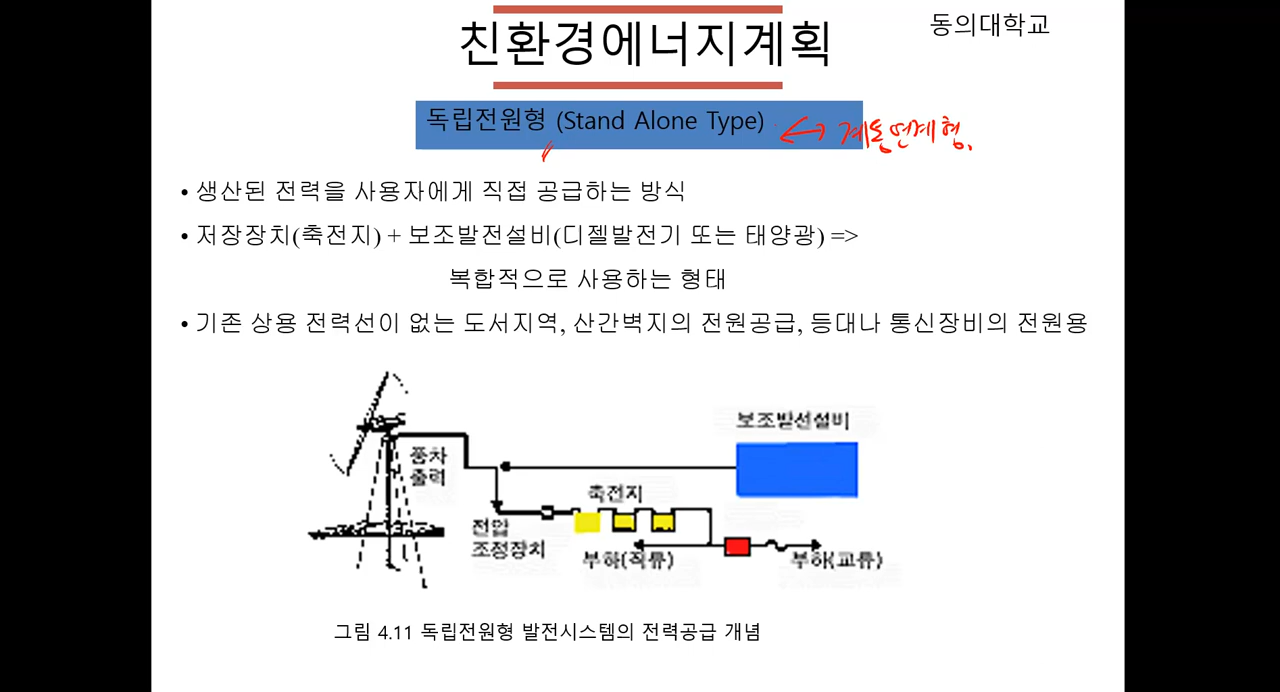 동의대학교
친환경에너지계획
독립전원형 (Stand Alone Type) ↔ 계통연계형.
• 생산된 전력을 사용자에게 직접 공급하는 방식
• 저장장치(축전지) + 보조발전설비(디젤발전기 또는 태양광) =>
복합적으로 사용하는 형태
• 기존 상용 전력선이 없는 도서지역, 산간벽지의 전원공급, 등대나 통신장비의 전원용
보조발전설비
풍차
출력
축전지
전압
조정장치
부하(직류)
부하(교류)
그림 4.11 독립전원형 발전시스템의 전력공급 개념